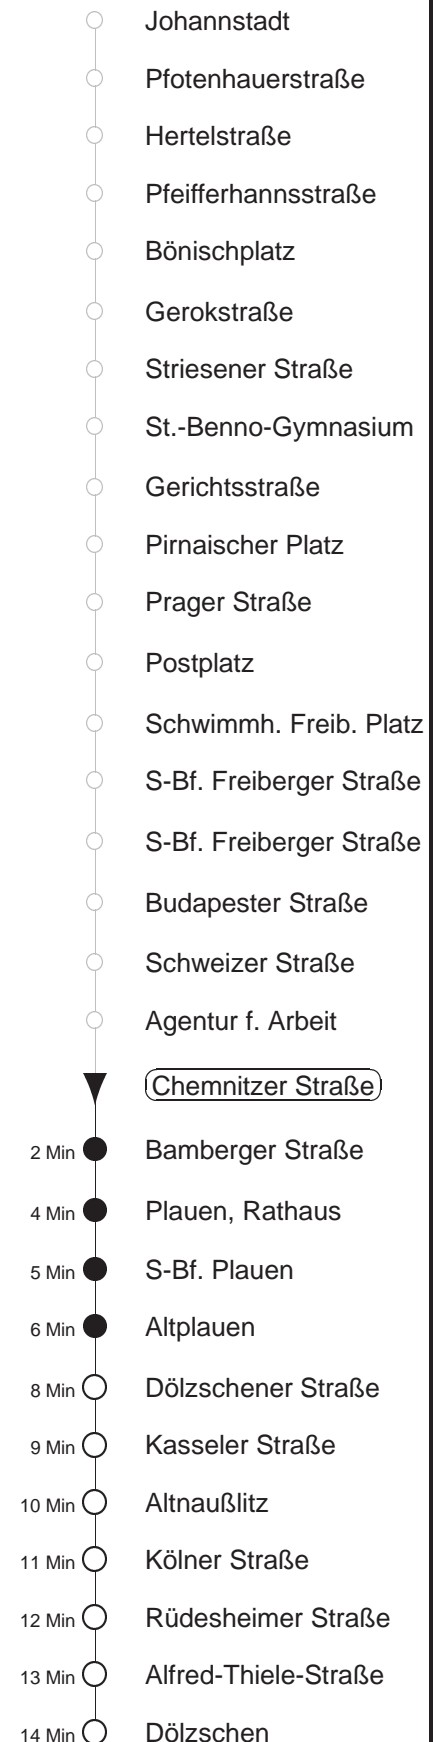 Johannstadt
Pfotenhauerstraße
Hertelstraße
Pfeifferhannsstraße
Bönischplatz
Gerokstraße
Striesener Straße
St.-Benno-Gymnasium
Gerichtsstraße
Pirnaischer Platz
Prager Straße
Postplatz
Schwimmh. Freib. Platz
S-Bf. Freiberger Straße
S-Bf. Freiberger Straße
Budapester Straße
Schweizer Straße
Agentur f. Arbeit
Chemnitzer Straße
2 Min Bamberger Straße
4 Min Plauen, Rathaus
5 Min S-Bf. Plauen
6 Min Altplauen
8 Min Dölzschener Straße
9 Min Kasseler Straße
10 Min Altnaußlitz
11 Min Kölner Straße
12 Min Rüdesheimer Straße
13 Min Alfred-Thiele-Straße
14 Min Dölzschen